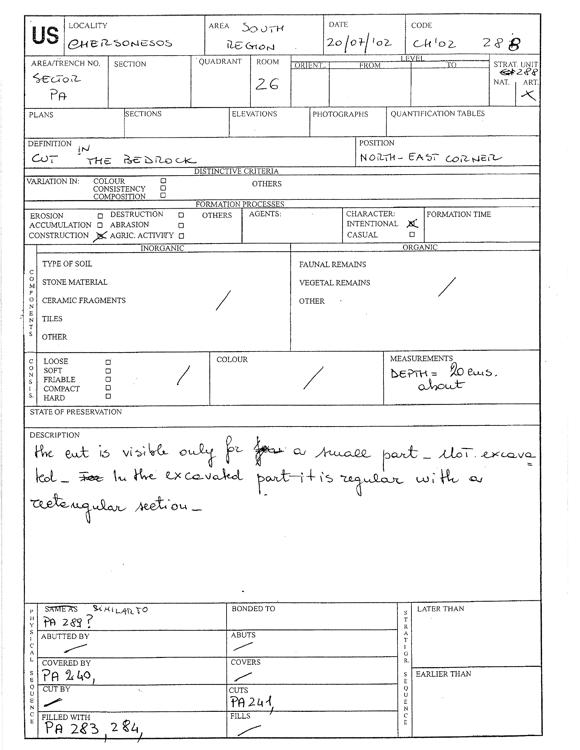 US
LOCALITY
CHERSONESOS
AREA SOUTH
REGION
DATE
20/07/'02
CODE
CH'02 288
AREA/TRENCH NO.
SECTOR
PA
SECTION
QUADRANT
ROOM
26
LEVEL
ORIENT. FROM TO
STRAT. UNIT
288
NAT. ART.
X
PLANS
SECTIONS
ELEVATIONS
PHOTOGRAPHS
QUANTIFICATION TABLES
DEFINITION
CUT IN THE BEDROCK
POSITION
NORTH-EAST CORNER
DISTINCTIVE CRITERIA
VARIATION IN: COLOUR
CONSISTENCY
COMPOSITION
OTHERS
FORMATION PROCESSES
EROSION DESTRUCTION OTHERS
ACCUMULATION ABRASION
CONSTRUCTION X AGRIC. ACTIVITY
AGENTS:
CHARACTER:
INTENTIONAL X
CASUAL
FORMATION TIME
COMPONENTS
INORGANIC
TYPE OF SOIL
STONE MATERIAL
CERAMIC FRAGMENTS /
TILES
OTHER
ORGANIC
FAUNAL REMAINS
VEGETAL REMAINS /
OTHER
CONSIS.
LOOSE
SOFT
FRIABLE /
COMPACT
HARD
COLOUR
/
MEASUREMENTS
DEPTH = 20 cms.
about
STATE OF PRESERVATION
DESCRIPTION
the cut is visible only for a small part - Not excava
ted - In the excavated part it is regular with a
rectangular section -
PHYSICAL SEQUENCE
SAME AS SIMILAR TO
PA 289?
BONDED TO
ABUTTED BY
/
ABUTS
/
COVERED BY
PA 240,
COVERS
/
CUT BY
/
CUTS
PA 241,
FILLED WITH
PA 283, 284,
FILLS
/
STRATIGR. SEQUENCE
LATER THAN
EARLIER THAN